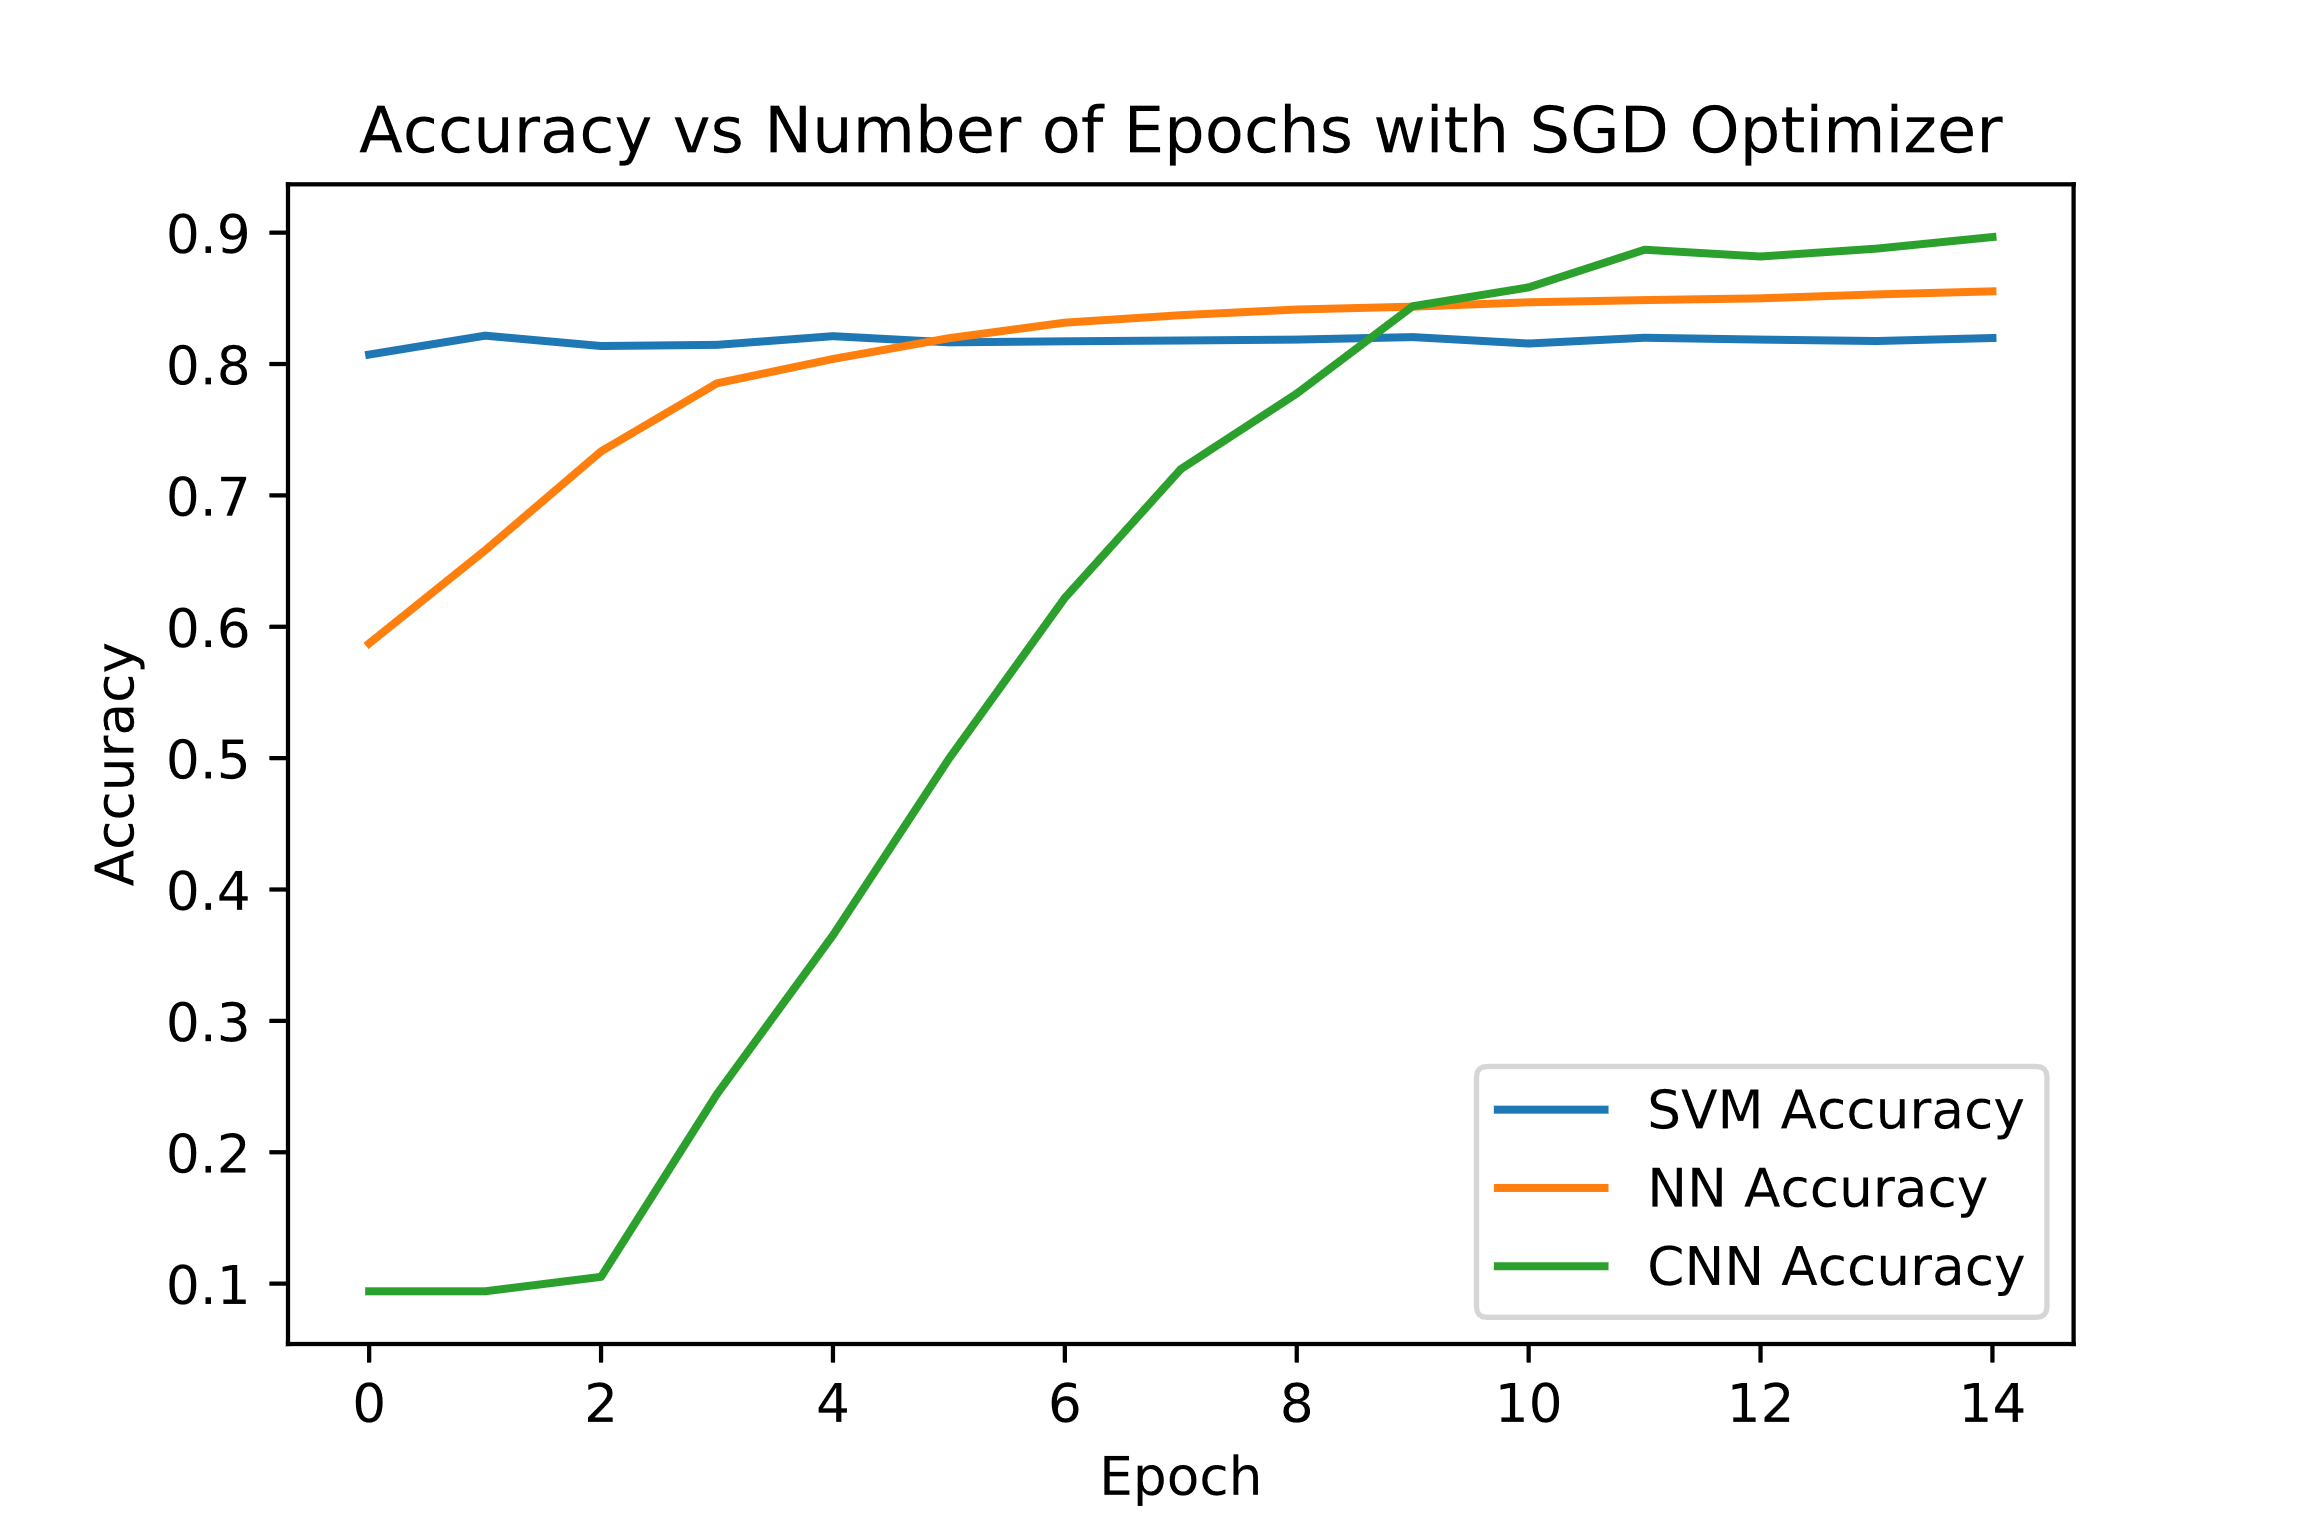 Accuracy vs Number of Epochs with SGD Optimizer
0.9
0.8
0.7
0.6
0.5
0.4
0.3
0.2
0.1
Accuracy
SVM Accuracy
NN Accuracy
CNN Accuracy
0 2 4 6 8 10 12 14
Epoch